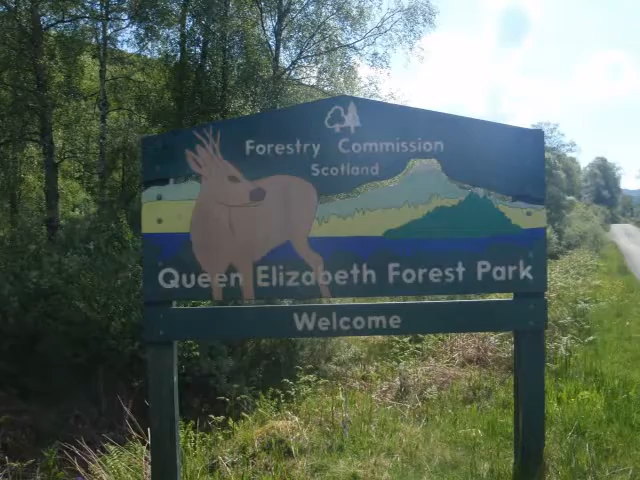 Forestry Commission
Scotland
Queen Elizabeth Forest Park
Welcome